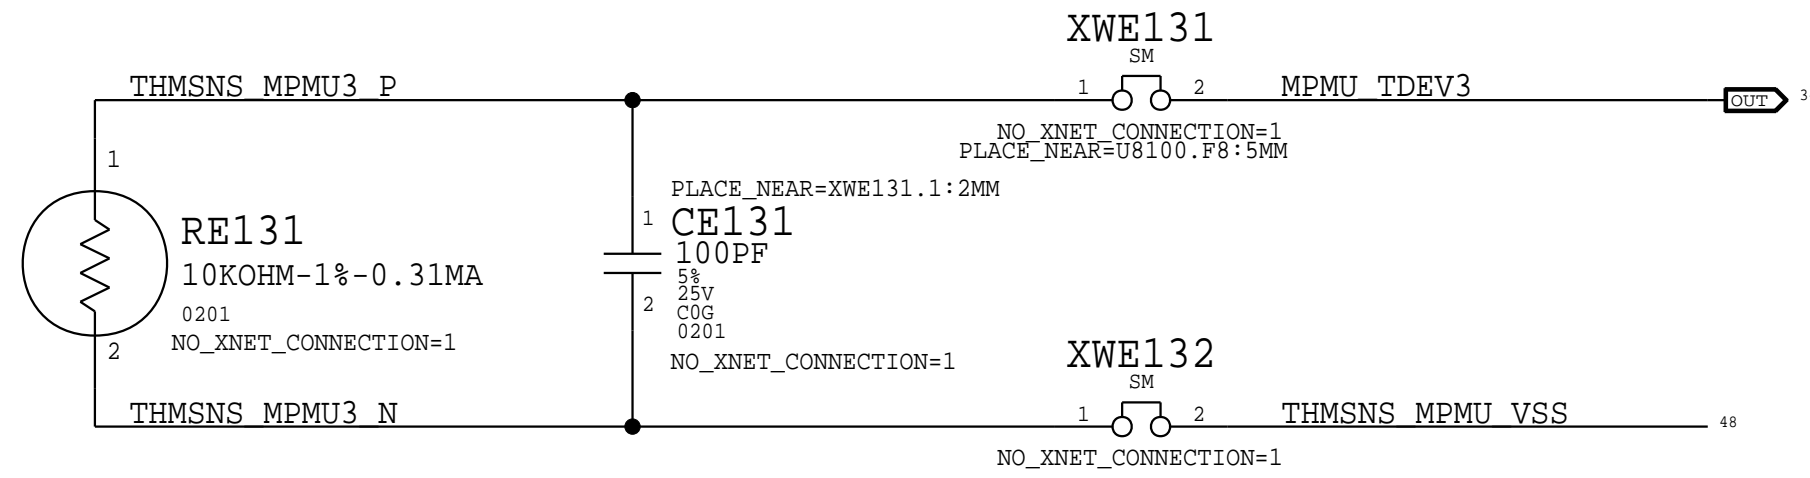 XWE131
SM
THMSNS_MPMU3_P
1
2
MPMU_TDEV3
OUT
3
NO_XNET_CONNECTION=1
PLACE_NEAR=U8100.F8:5MM
1
PLACE_NEAR=XWE131.1:2MM
RE131
10KOHM-1%-0.31MA
0201
NO_XNET_CONNECTION=1
2
1
CE131
100PF
5%
25V
C0G
0201
2
NO_XNET_CONNECTION=1
XWE132
SM
THMSNS_MPMU3_N
1
2
THMSNS_MPMU_VSS
48
NO_XNET_CONNECTION=1